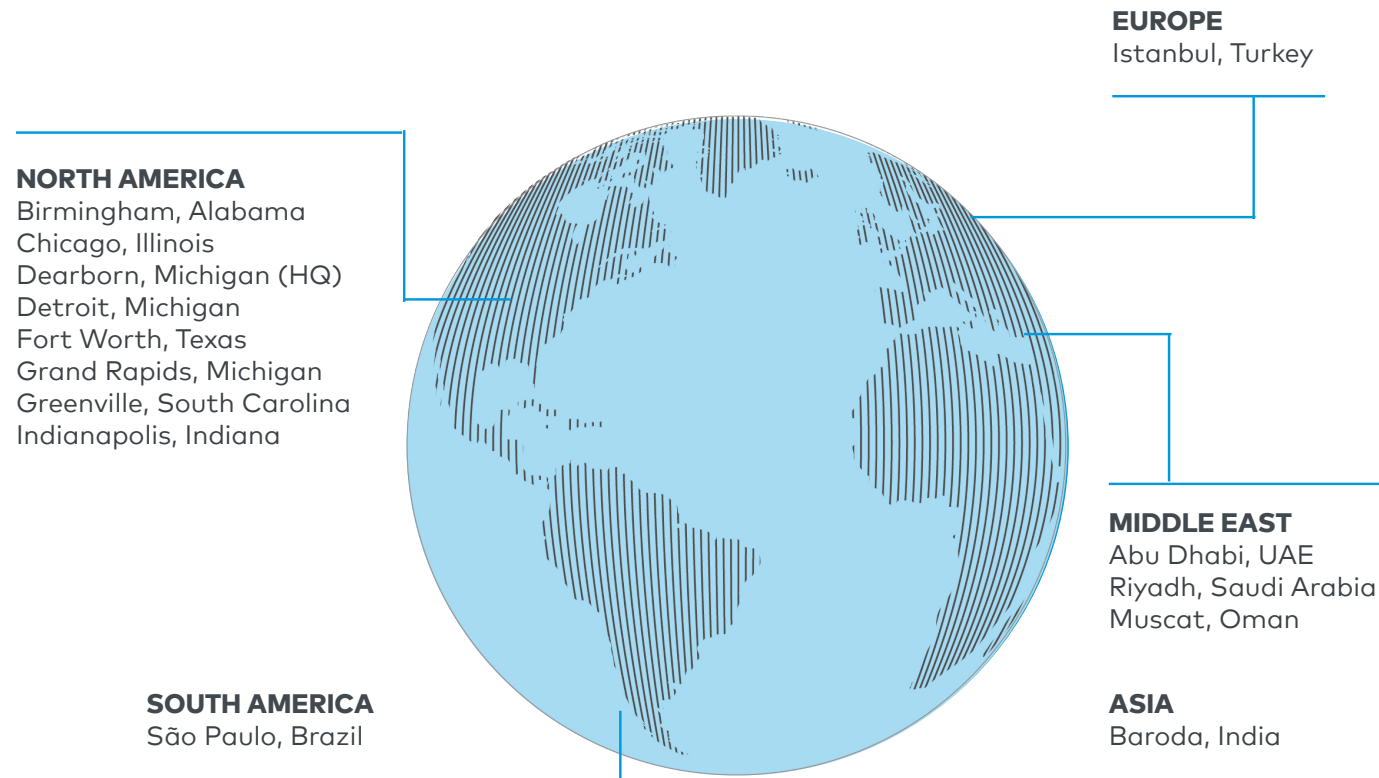 EUROPE
Istanbul, Turkey
NORTH AMERICA
Birmingham, Alabama
Chicago, Illinois
Dearborn, Michigan (HQ)
Detroit, Michigan
Fort Worth, Texas
Grand Rapids, Michigan
Greenville, South Carolina
Indianapolis, Indiana
MIDDLE EAST
Abu Dhabi, UAE
Riyadh, Saudi Arabia
Muscat, Oman
SOUTH AMERICA
São Paulo, Brazil
ASIA
Baroda, India